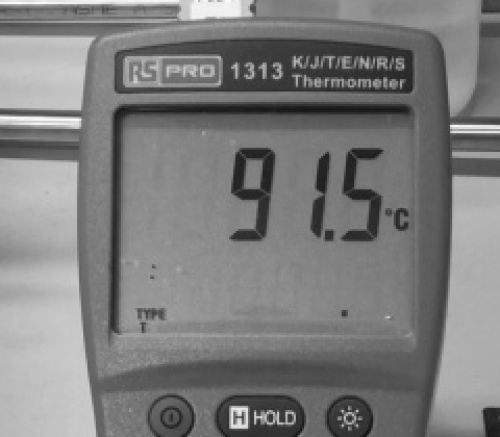 RS PRO 1313 K/J/T/E/N/R/S
Thermometer
91.5 °C
TYPE
T
H HOLD